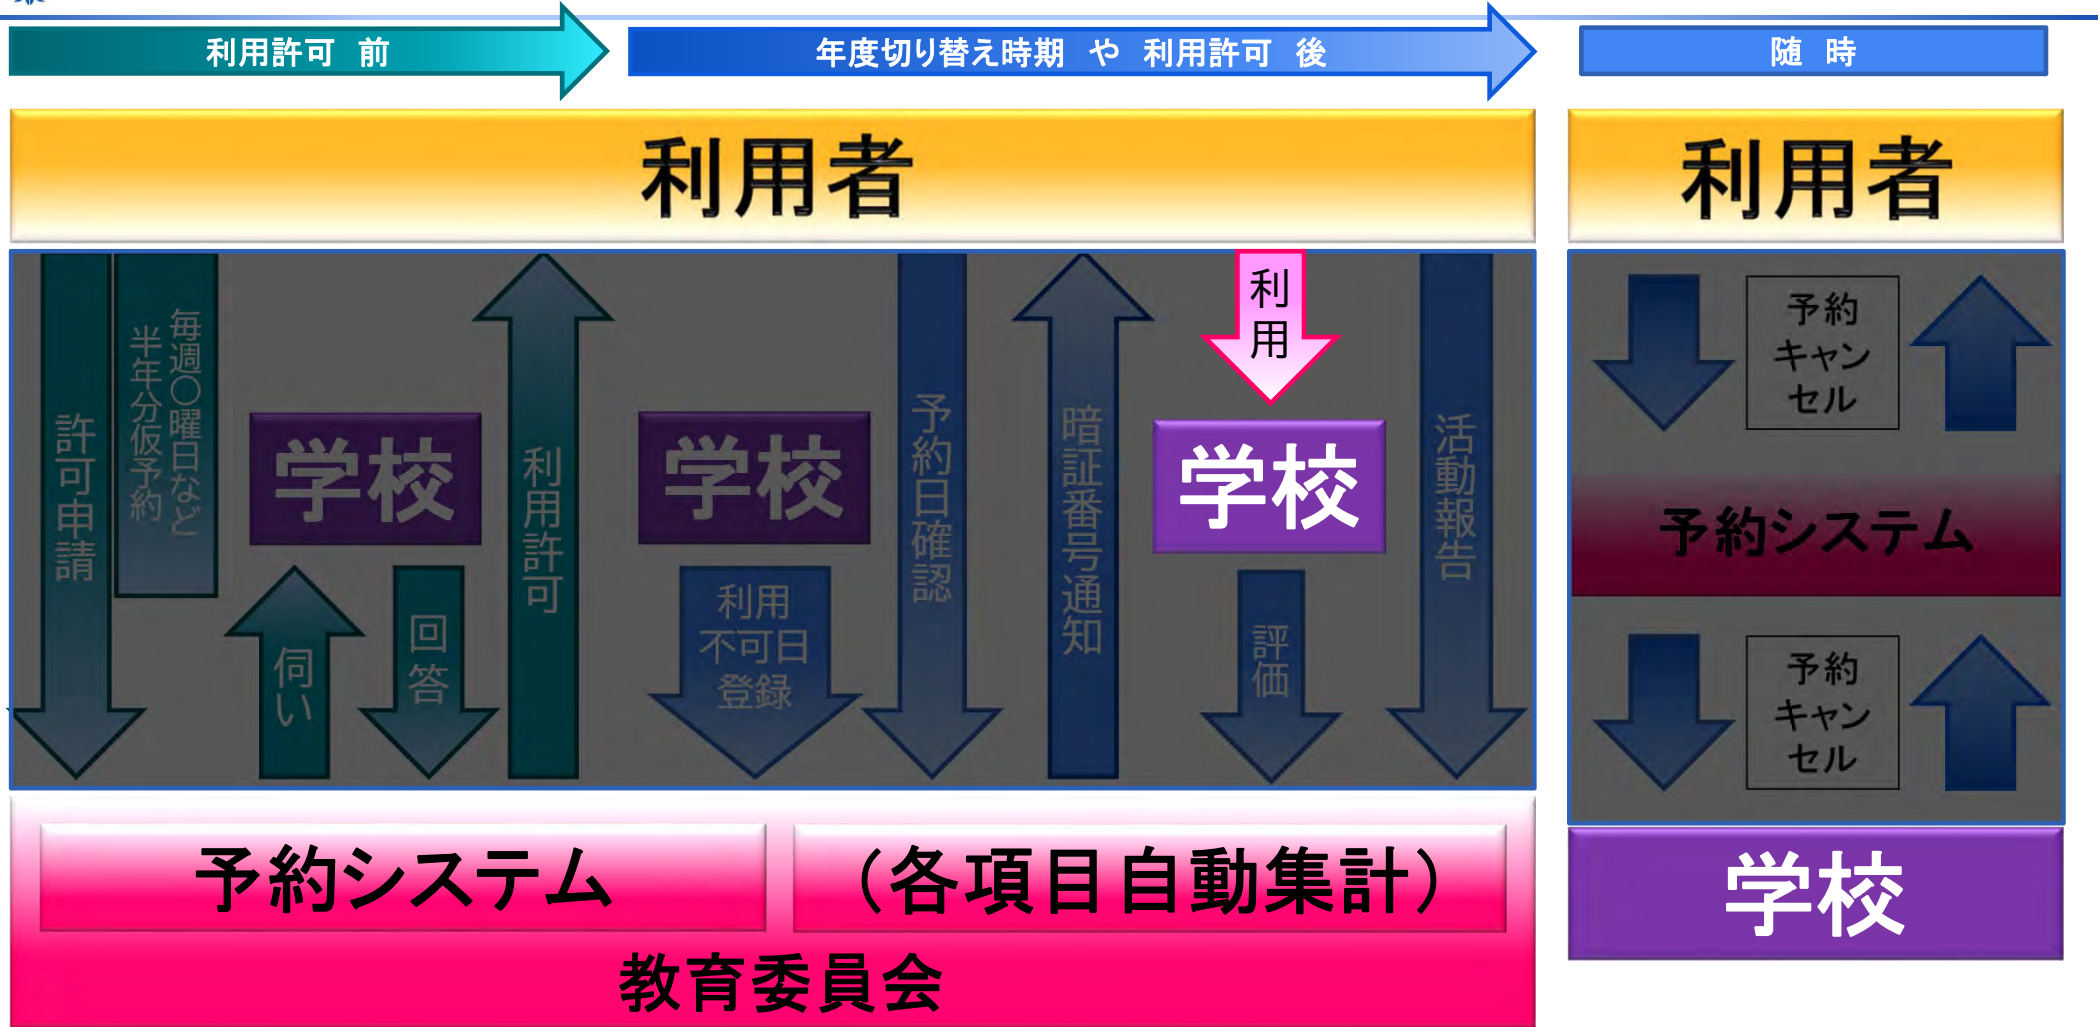 利用許可 前
年度切り替え時期 や 利用許可 後
随 時
利用者
利用者
許可申請
毎週〇曜日など
半年分仮予約
学校
伺い
回答
利用許可
学校
利用
不可日
登録
予約日確認
暗証番号通知
利用
学校
評価
活動報告
予約
キャン
セル
予約システム
予約
キャン
セル
学校
予約システム
（各項目自動集計）
教育委員会